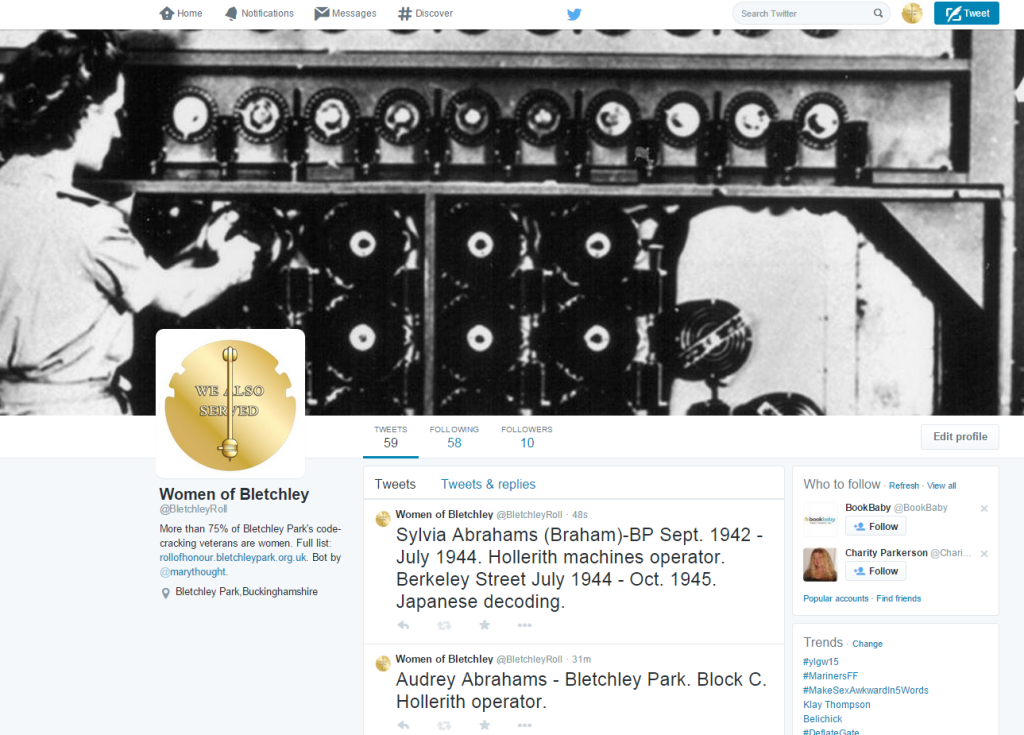 Home Notifications Messages # Discover Search Twitter Tweet
WE ALSO
SERVED
TWEETS FOLLOWING FOLLOWERS
59 58 10
Edit profile
Women of Bletchley
@BletchleyRoll
More than 75% of Bletchley Park's code-
cracking veterans are women. Full list:
rollofhonour.bletchleypark.org.uk. Bot by
@marythought.
Bletchley Park,Buckinghamshire
Tweets Tweets & replies
Women of Bletchley @BletchleyRoll · 48s
Sylvia Abrahams (Braham)-BP Sept. 1942 -
July 1944. Hollerith machines operator.
Berkeley Street July 1944 - Oct. 1945.
Japanese decoding.
Women of Bletchley @BletchleyRoll · 31m
Audrey Abrahams - Bletchley Park. Block C.
Hollerith operator.
Who to follow · Refresh · View all
bookbaby
BookBaby @BookBaby
Follow
Charity Parkerson @Chari...
Follow
Popular accounts · Find friends
Trends · Change
#ylgw15
#MarinersFF
#MakeSexAwkwardIn5Words
Klay Thompson
Belichick
#DeflateGate